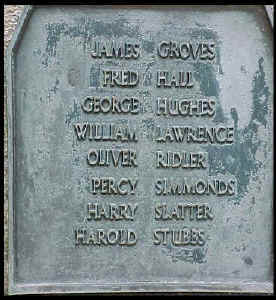 JAMES GROVES
FRED HALL
GEORGE HUGHES
WILLIAM LAWRENCE
OLIVER RIDLER
PERCY SIMMONDS
HARRY SLATTER
HAROLD STUBBS